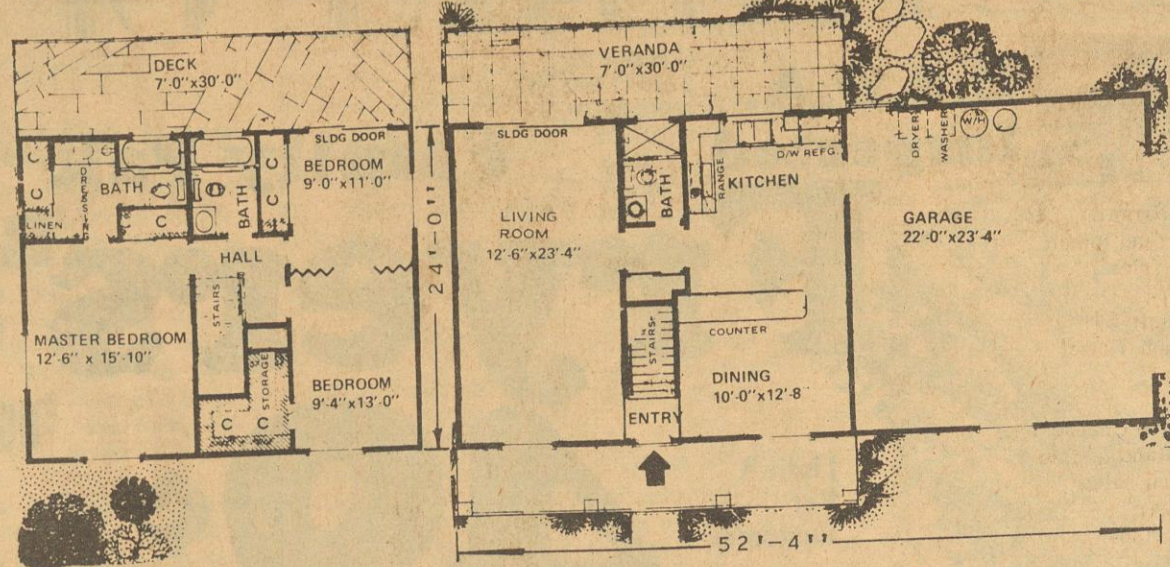 DECK
7'-0"x30'-0"
SLDG DOOR
C
C
DRESSING
LINEN
BATH
C
BATH
C
C
BEDROOM
9'-0"x11'-0"
HALL
STAIRS
MASTER BEDROOM
12'-6" x 15'-10"
STORAGE
C
C
BEDROOM
9'-4"x13'-0"
24'-0"
VERANDA
7'-0"x30'-0"
SLDG DOOR
LIVING
ROOM
12'-6"x23'-4"
BATH
RANGE
D/W REFG.
KITCHEN
COUNTER
STAIRS
DINING
10'-0"x12'-8
ENTRY
DRYER
WASHER
GARAGE
22'-0"x23'-4"
52'-4"